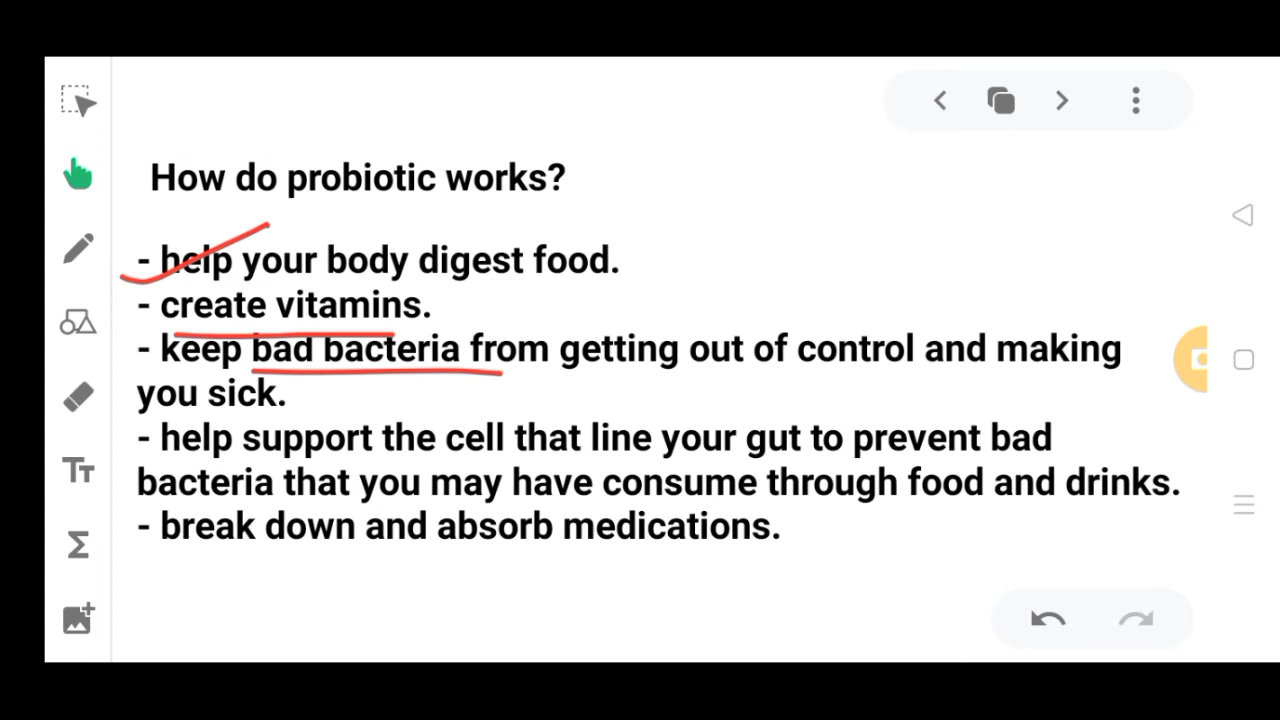 How do probiotic works?
- help your body digest food.
- create vitamins.
- keep bad bacteria from getting out of control and making
you sick.
- help support the cell that line your gut to prevent bad
bacteria that you may have consume through food and drinks.
- break down and absorb medications.